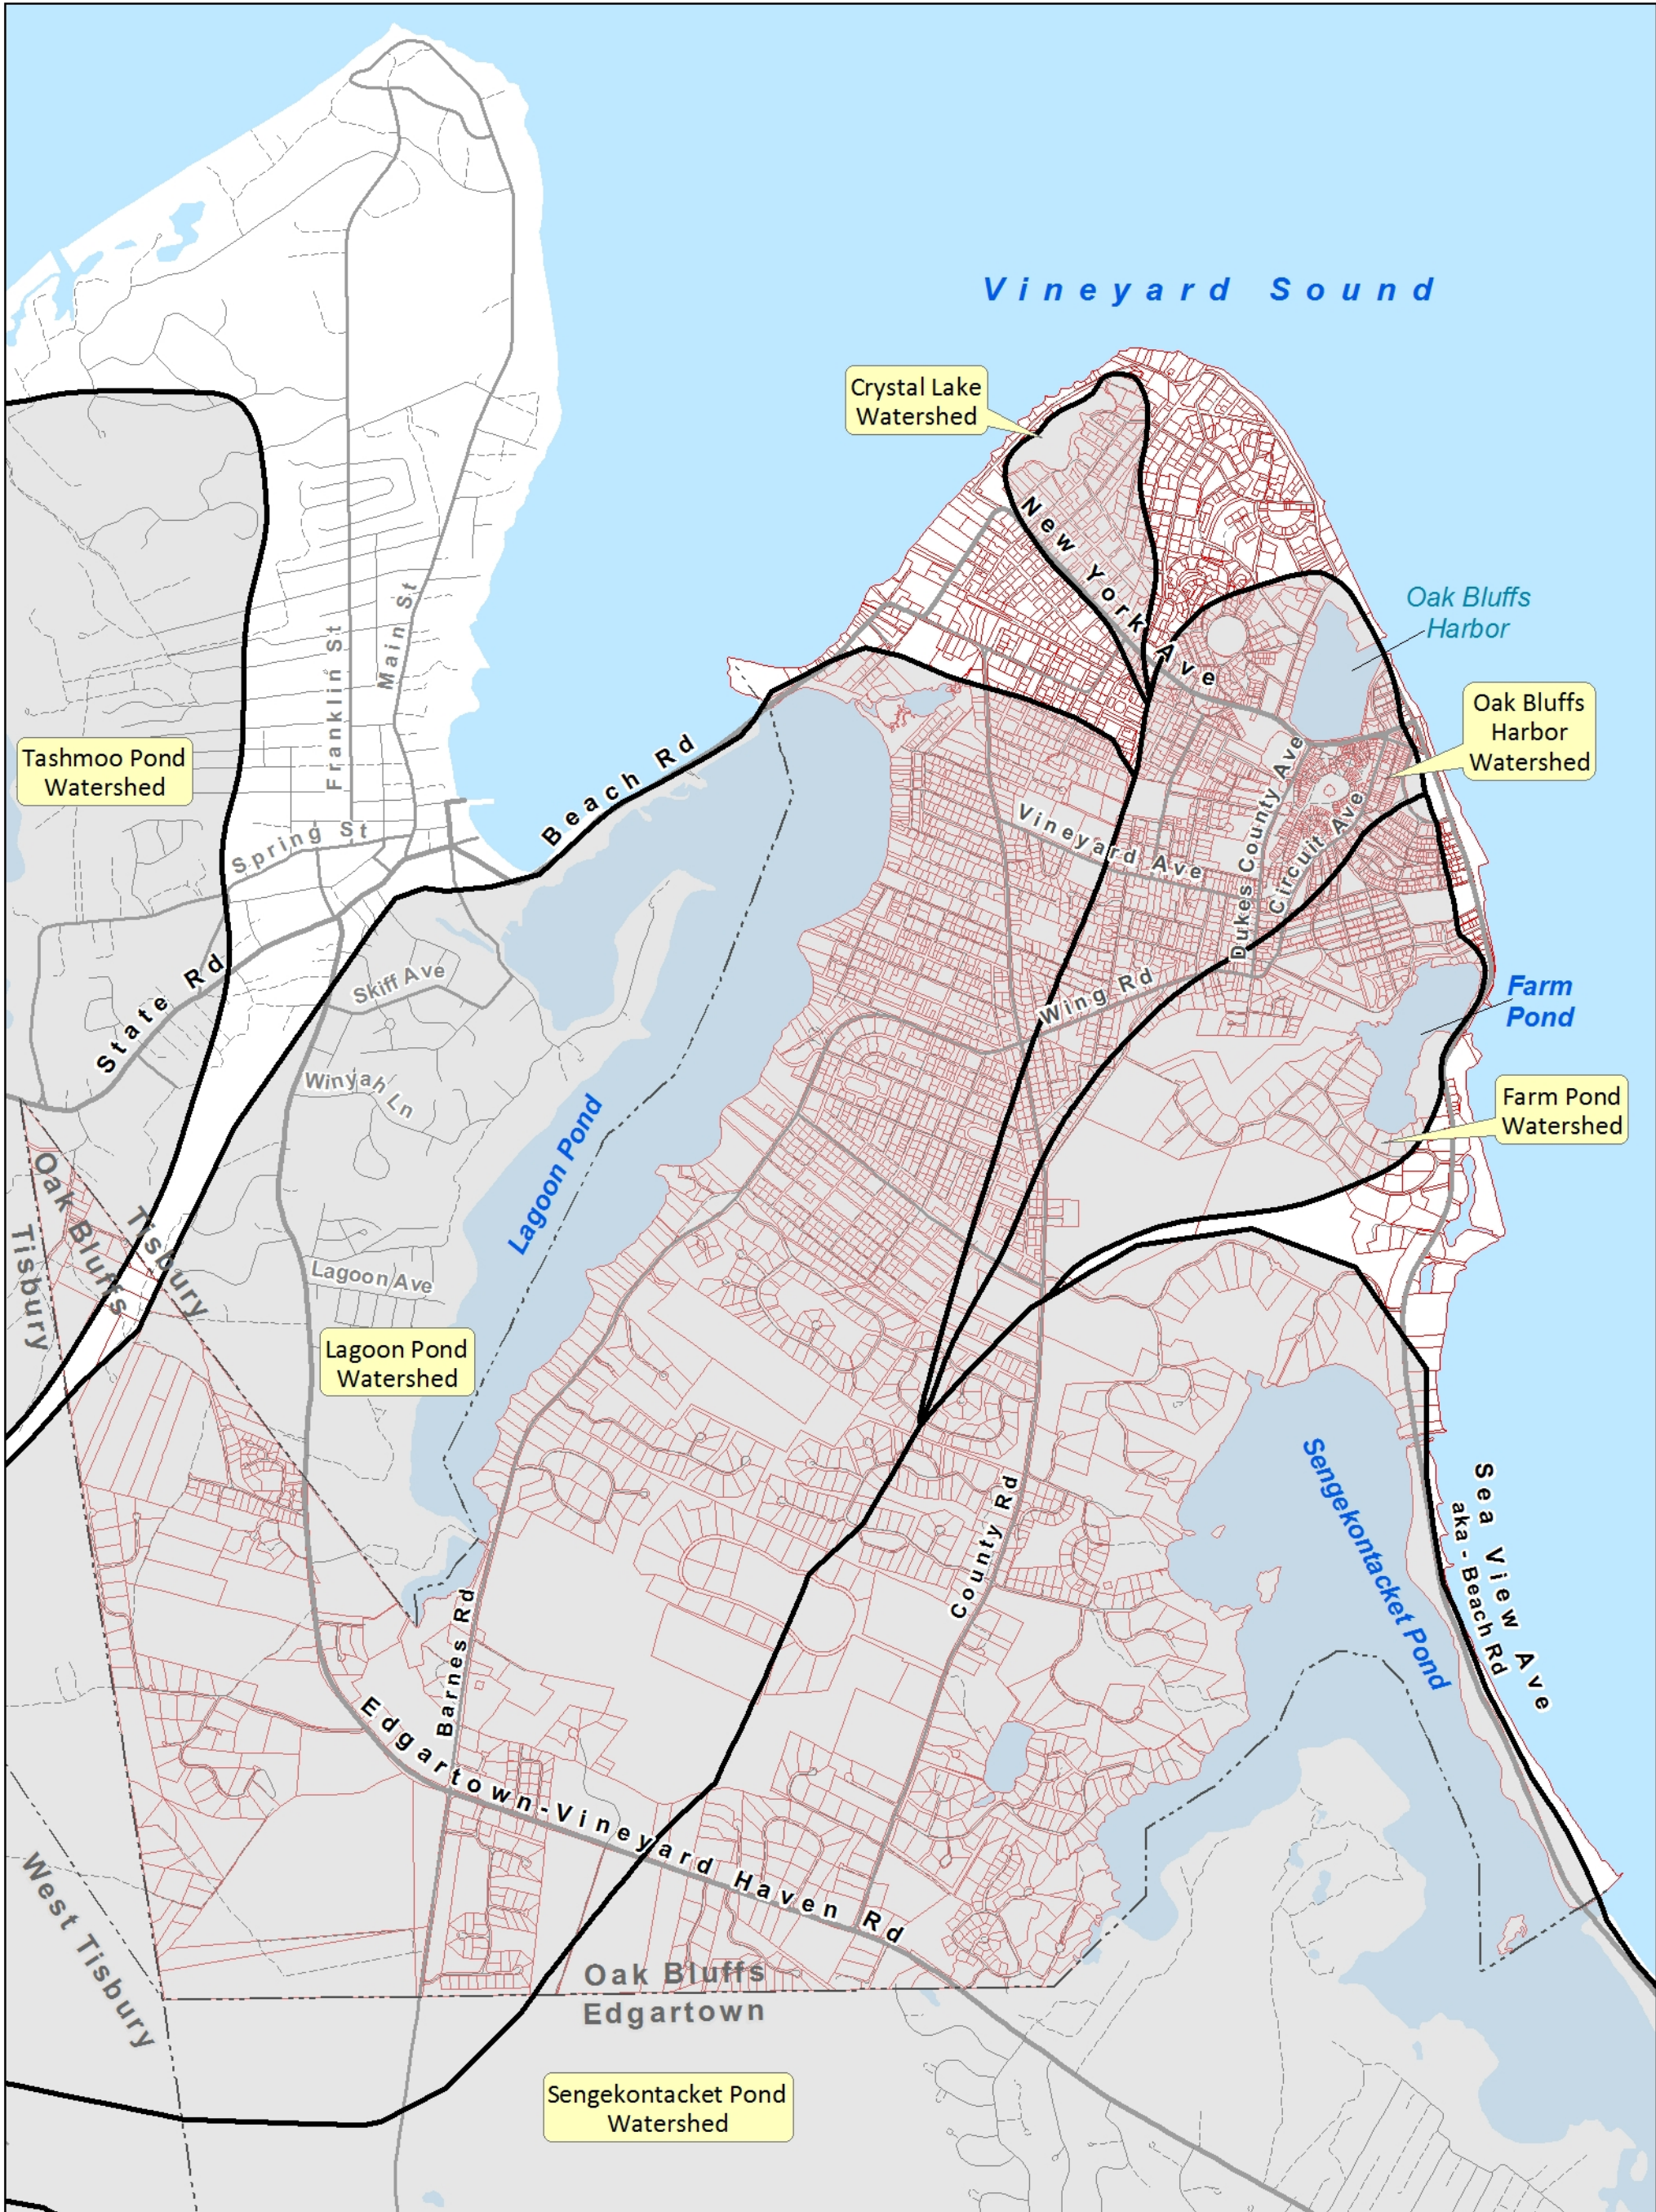 Vineyard Sound
Crystal Lake
Watershed
New York Ave
Oak Bluffs
Harbor
Oak Bluffs
Harbor
Watershed
Tashmoo Pond
Watershed
Franklin St
Main St
Spring St
Beach Rd
Vineyard Ave
Dukes County Ave
Circuit Ave
State Rd
Skiff Ave
Wing Rd
Farm
Pond
Winyah Ln
Farm Pond
Watershed
Lagoon Pond
Oak Bluffs
Tisbury
Tisbury
Lagoon Ave
Lagoon Pond
Watershed
Sengekontacket Pond
Sea View Ave
aka - Beach Rd
County Rd
Barnes Rd
Edgartown-Vineyard Haven Rd
West Tisbury
Oak Bluffs
Edgartown
Sengekontacket Pond
Watershed